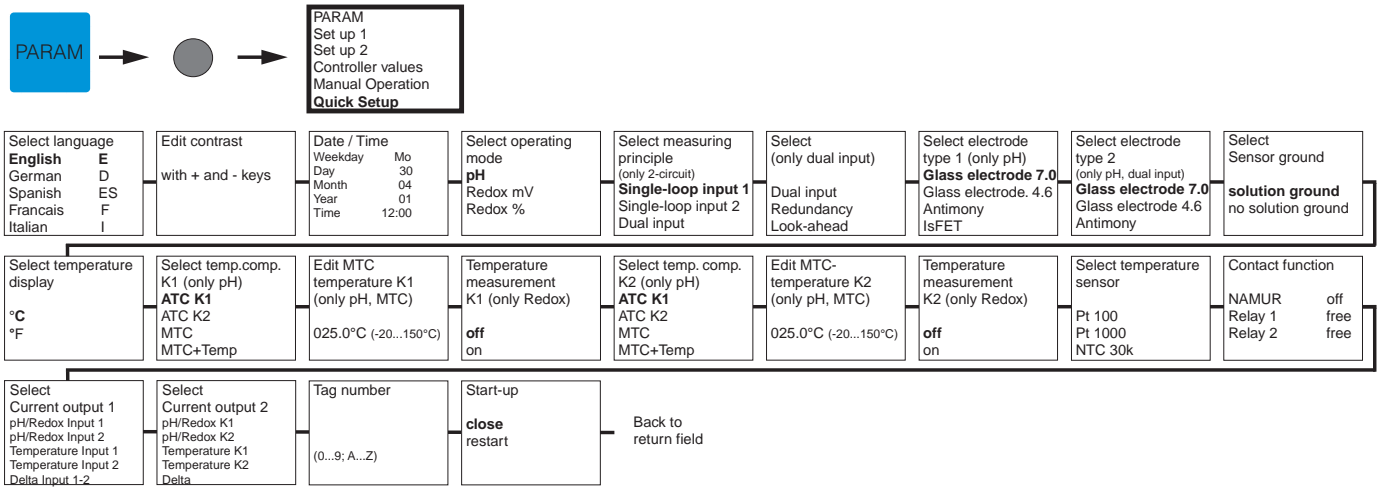 PARAM
PARAM
Set up 1
Set up 2
Controller values
Manual Operation
Quick Setup
Select language
English E
German D
Spanish ES
Francais F
Italian I
Edit contrast
with + and - keys
Date / Time
Weekday Mo
Day 30
Month 04
Year 01
Time 12:00
Select operating
mode
pH
Redox mV
Redox %
Select measuring
principle
(only 2-circuit)
Single-loop input 1
Single-loop input 2
Dual input
Select
(only dual input)
Dual input
Redundancy
Look-ahead
Select electrode
type 1 (only pH)
Glass electrode 7.0
Glass electrode. 4.6
Antimony
IsFET
Select electrode
type 2
(only pH, dual input)
Glass electrode 7.0
Glass electrode 4.6
Antimony
Select
Sensor ground
solution ground
no solution ground
Select temperature
display
°C
°F
Select temp.comp.
K1 (only pH)
ATC K1
ATC K2
MTC
MTC+Temp
Edit MTC
temperature K1
(only pH, MTC)
025.0°C (-20...150°C)
Temperature
measurement
K1 (only Redox)
off
on
Select temp. comp.
K2 (only pH)
ATC K1
ATC K2
MTC
MTC+Temp
Edit MTC-
temperature K2
(only pH, MTC)
025.0°C (-20...150°C)
Temperature
measurement
K2 (only Redox)
off
on
Select temperature
sensor
Pt 100
Pt 1000
NTC 30k
Contact function
NAMUR off
Relay 1 free
Relay 2 free
Select
Current output 1
pH/Redox Input 1
pH/Redox Input 2
Temperature Input 1
Temperature Input 2
Delta Input 1-2
Select
Current output 2
pH/Redox K1
pH/Redox K2
Temperature K1
Temperature K2
Delta
Tag number
(0...9; A...Z)
Start-up
close
restart
Back to
return field